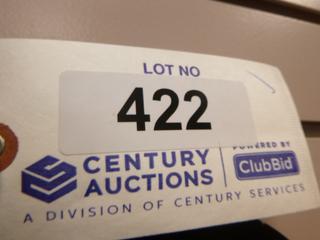 LOT NO
422
CENTURY AUCTIONS
POWERED BY
ClubBid
A DIVISION OF CENTURY SERVICES